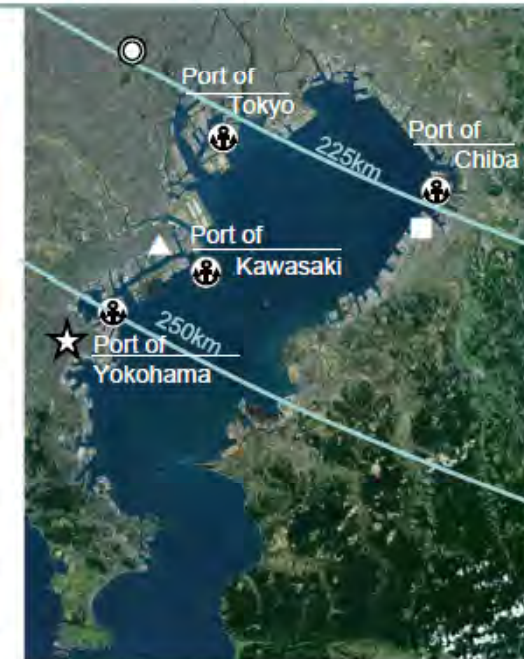 Port of
Tokyo
225km
Port of
Chiba
Port of
Kawasaki
250km
Port of
Yokohama